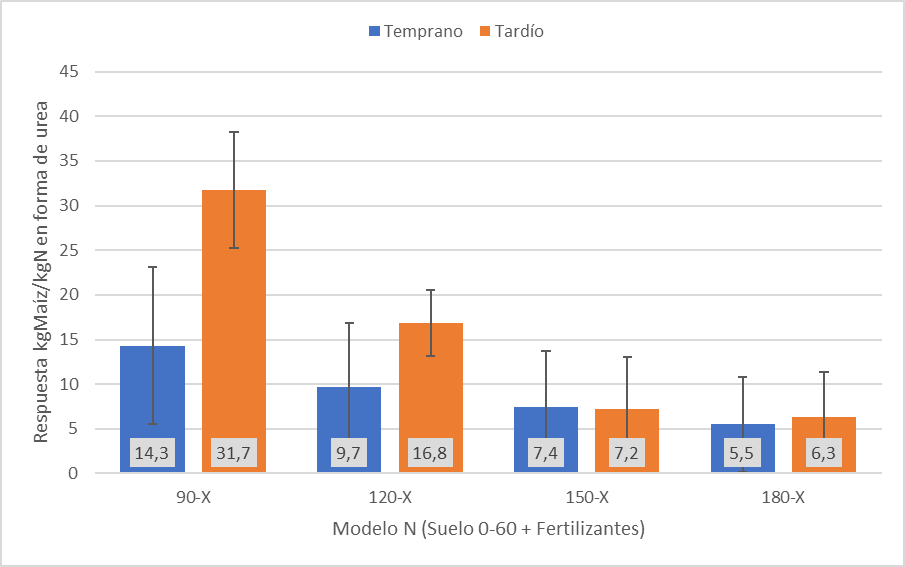 Temprano Tardío
Respuesta kgMaíz/kgN en forma de urea
45
40
35
30
25
20
15
10
5
0
14,3 31,7 9,7 16,8 7,4 7,2 5,5 6,3
90-X 120-X 150-X 180-X
Modelo N (Suelo 0-60 + Fertilizantes)